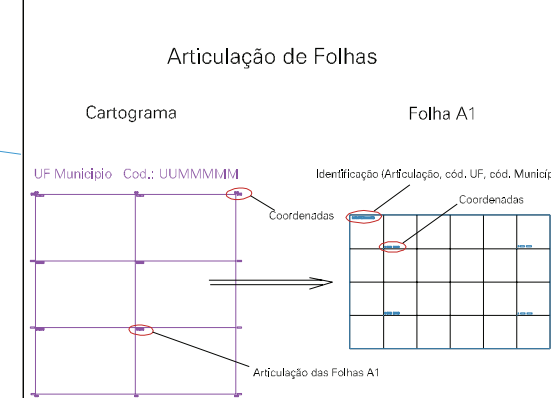 Articulação de Folhas
Cartograma
Folha A1
UF Municipio Cod.: UUMMMMM
Identificação (Articulação, cód. UF, cód. Municíp
Coordenadas
Coordenadas
Articulação das Folhas A1